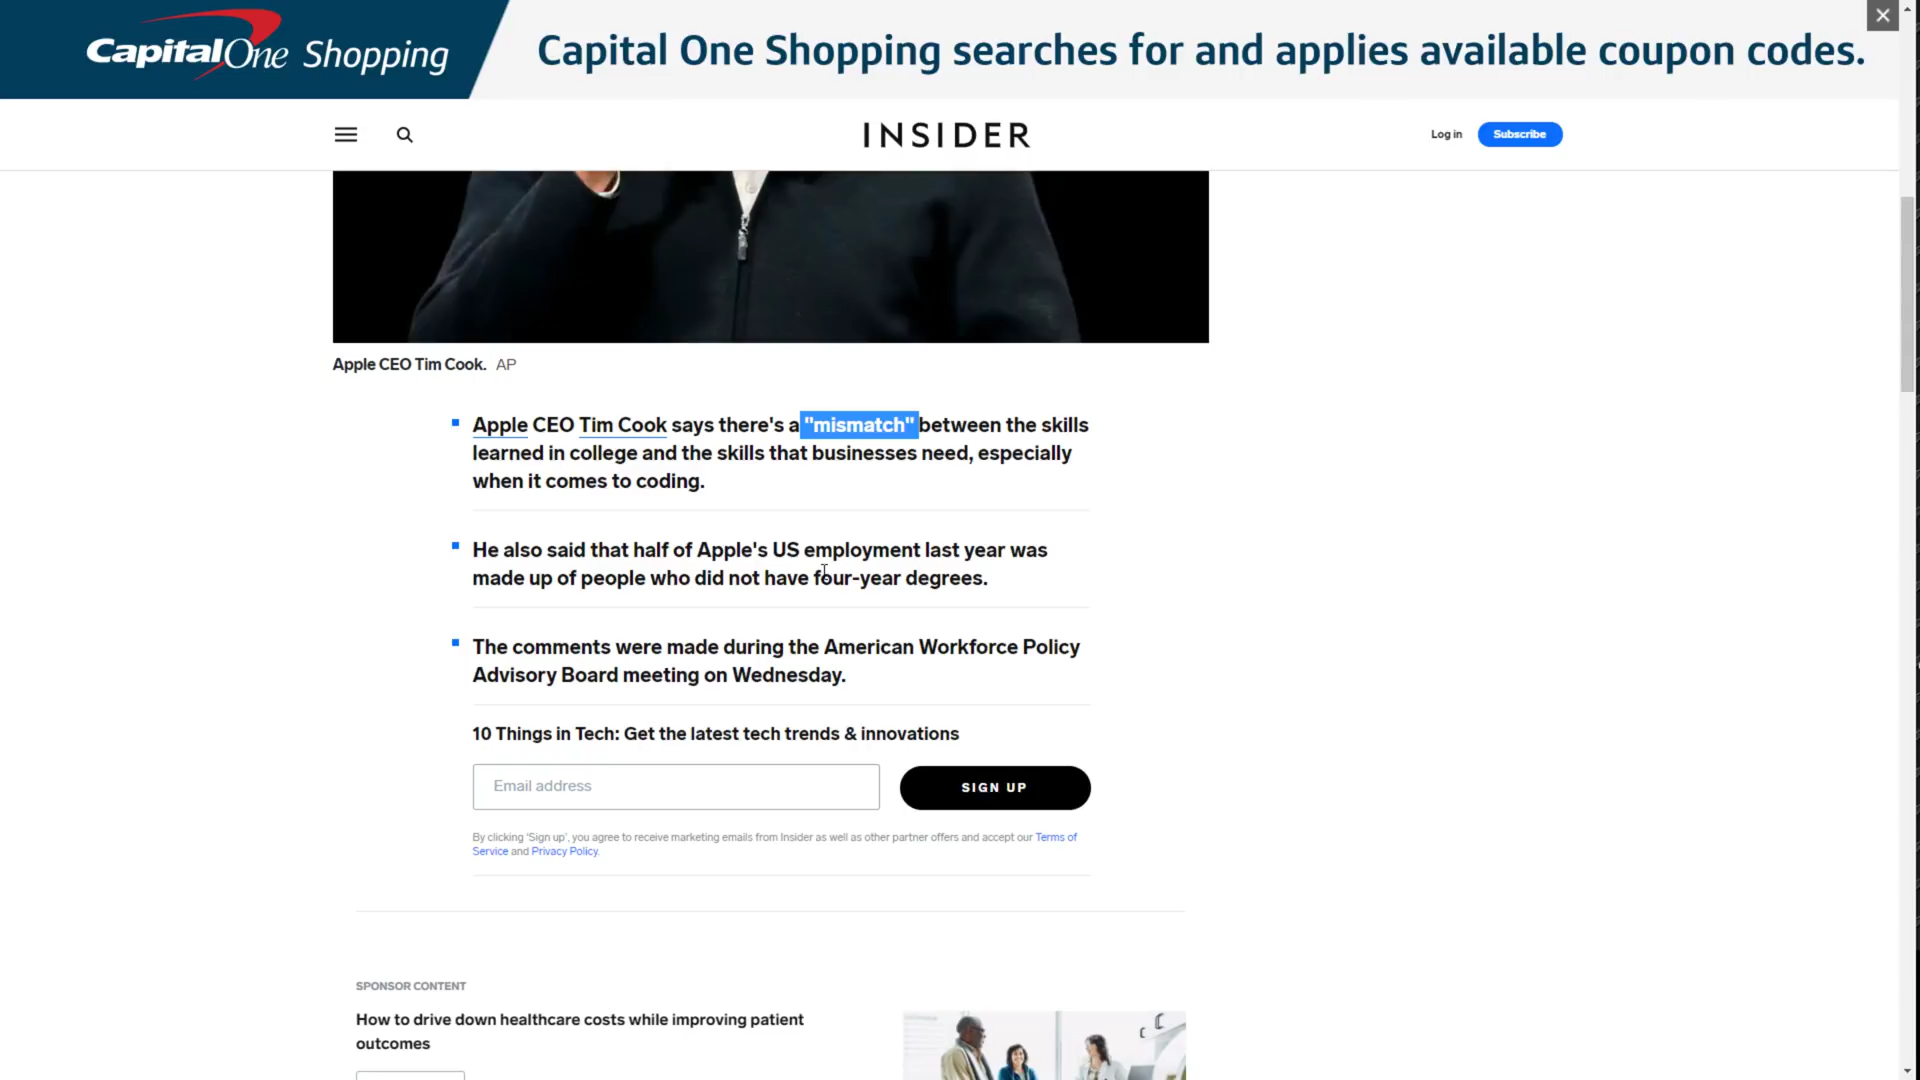 CapitalOne Shopping
Capital One Shopping searches for and applies available coupon codes.
INSIDER
Log in
Subscribe
Apple CEO Tim Cook. AP
Apple CEO Tim Cook says there's a "mismatch" between the skills
learned in college and the skills that businesses need, especially
when it comes to coding.
He also said that half of Apple's US employment last year was
made up of people who did not have four-year degrees.
The comments were made during the American Workforce Policy
Advisory Board meeting on Wednesday.
10 Things in Tech: Get the latest tech trends & innovations
Email address
SIGN UP
By clicking 'Sign up', you agree to receive marketing emails from Insider as well as other partner offers and accept our Terms of
Service and Privacy Policy.
SPONSOR CONTENT
How to drive down healthcare costs while improving patient
outcomes